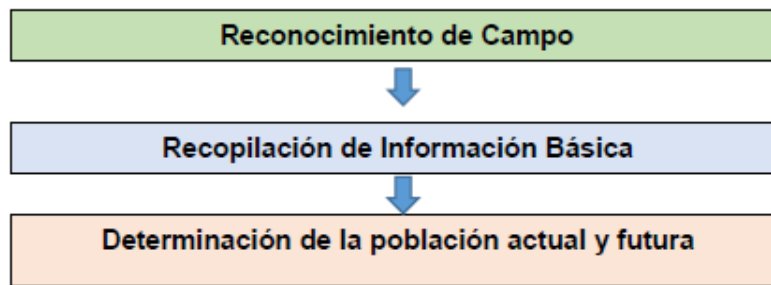 Reconocimiento de Campo
Recopilación de Información Básica
Determinación de la población actual y futura